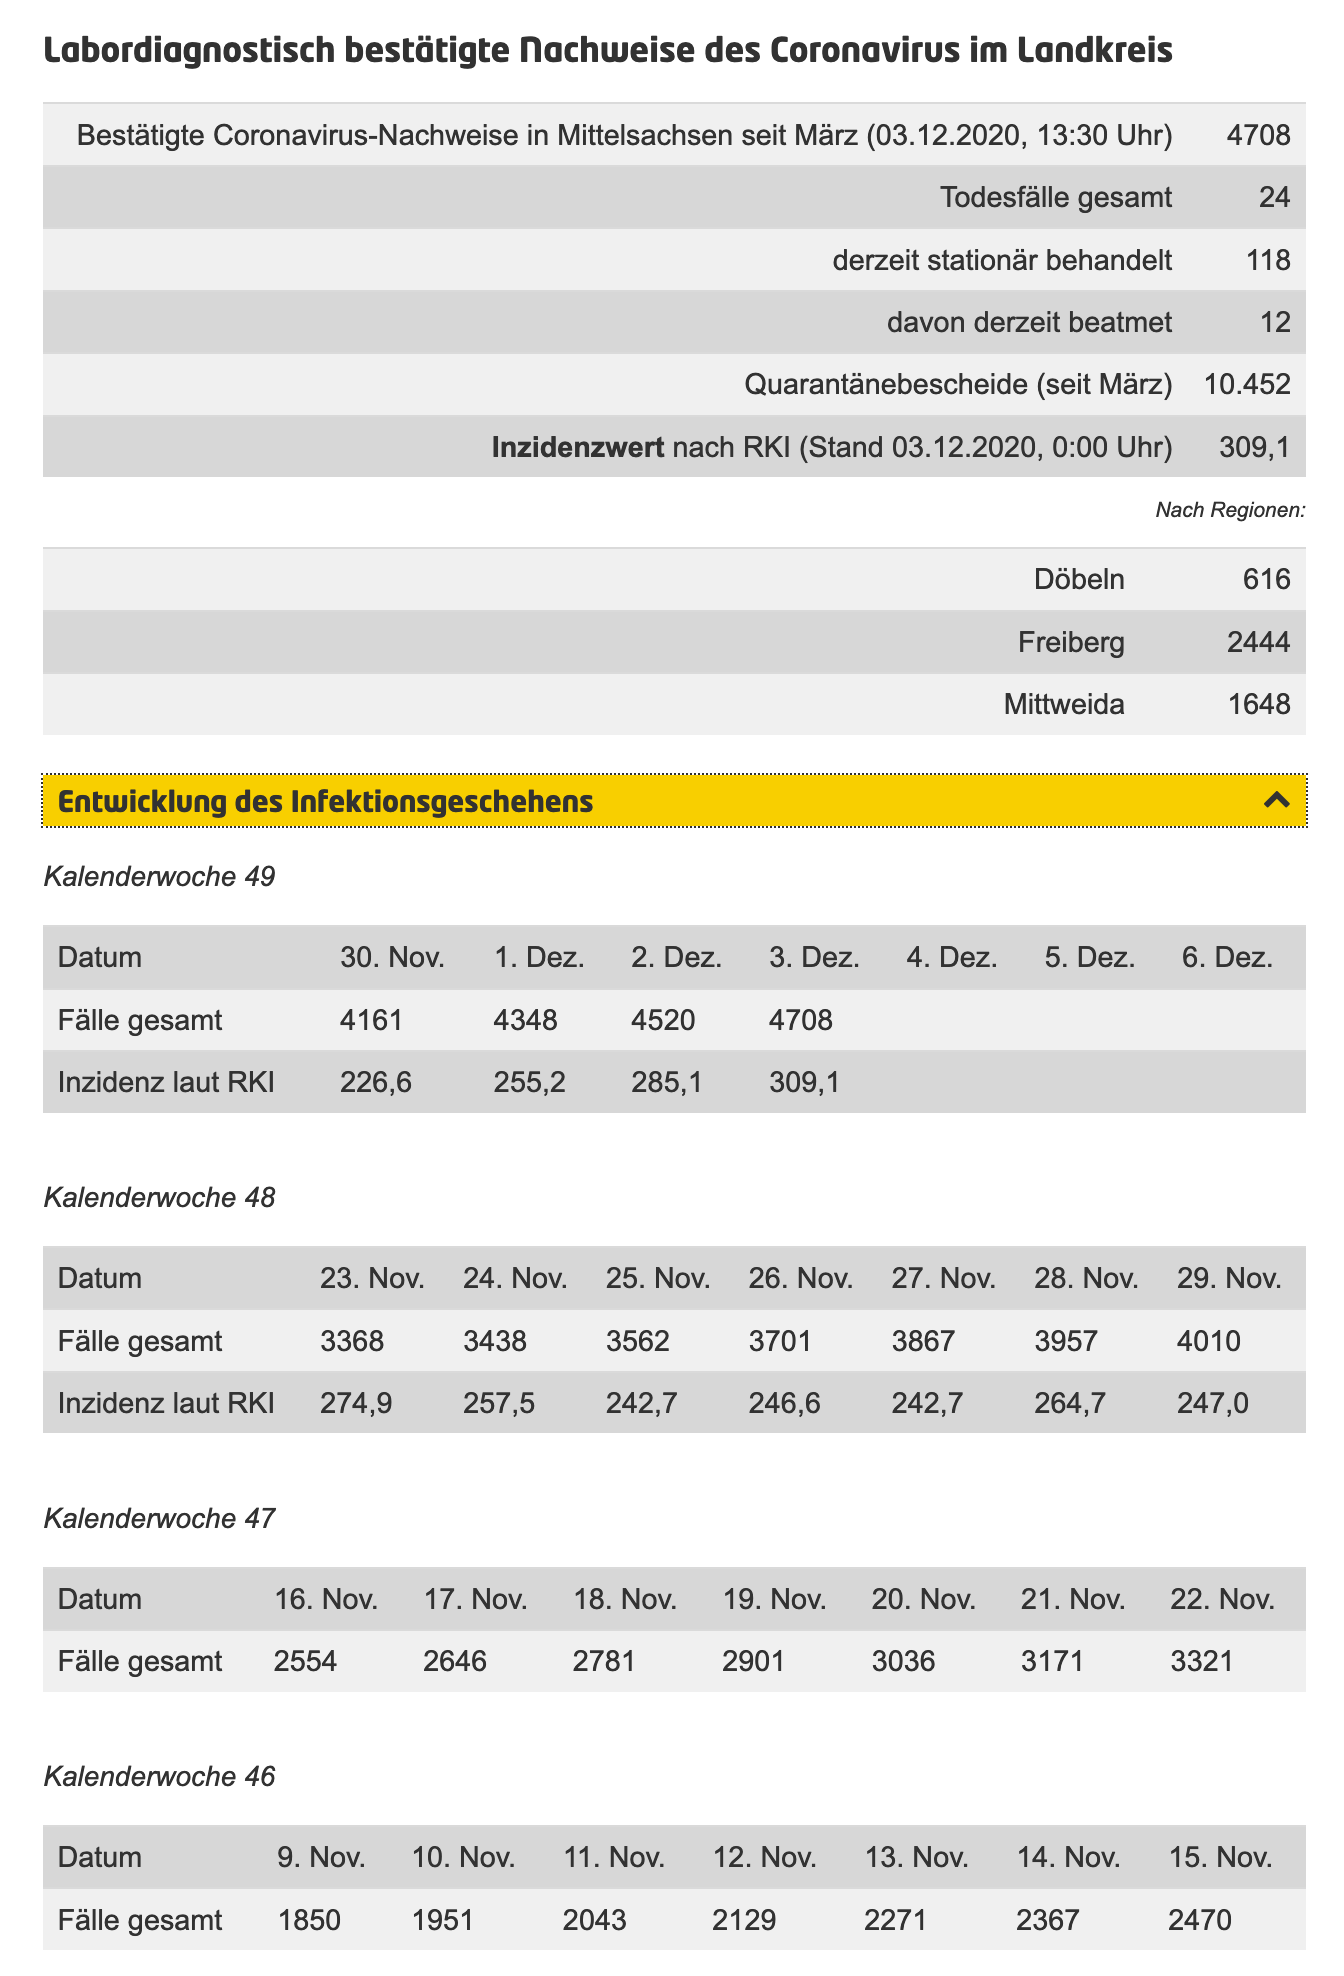 Labordiagnostisch bestätigte Nachweise des Coronavirus im Landkreis
Bestätigte Coronavirus-Nachweise in Mittelsachsen seit März (03.12.2020, 13:30 Uhr) 4708
Todesfälle gesamt 24
derzeit stationär behandelt 118
davon derzeit beatmet 12
Quarantänebescheide (seit März) 10.452
Inzidenzwert nach RKI (Stand 03.12.2020, 0:00 Uhr) 309,1
Nach Regionen:
Döbeln 616
Freiberg 2444
Mittweida 1648
Entwicklung des Infektionsgeschehens
Kalenderwoche 49
Datum 30. Nov. 1. Dez. 2. Dez. 3. Dez. 4. Dez. 5. Dez. 6. Dez.
Fälle gesamt 4161 4348 4520 4708
Inzidenz laut RKI 226,6 255,2 285,1 309,1
Kalenderwoche 48
Datum 23. Nov. 24. Nov. 25. Nov. 26. Nov. 27. Nov. 28. Nov. 29. Nov.
Fälle gesamt 3368 3438 3562 3701 3867 3957 4010
Inzidenz laut RKI 274,9 257,5 242,7 246,6 242,7 264,7 247,0
Kalenderwoche 47
Datum 16. Nov. 17. Nov. 18. Nov. 19. Nov. 20. Nov. 21. Nov. 22. Nov.
Fälle gesamt 2554 2646 2781 2901 3036 3171 3321
Kalenderwoche 46
Datum 9. Nov. 10. Nov. 11. Nov. 12. Nov. 13. Nov. 14. Nov. 15. Nov.
Fälle gesamt 1850 1951 2043 2129 2271 2367 2470